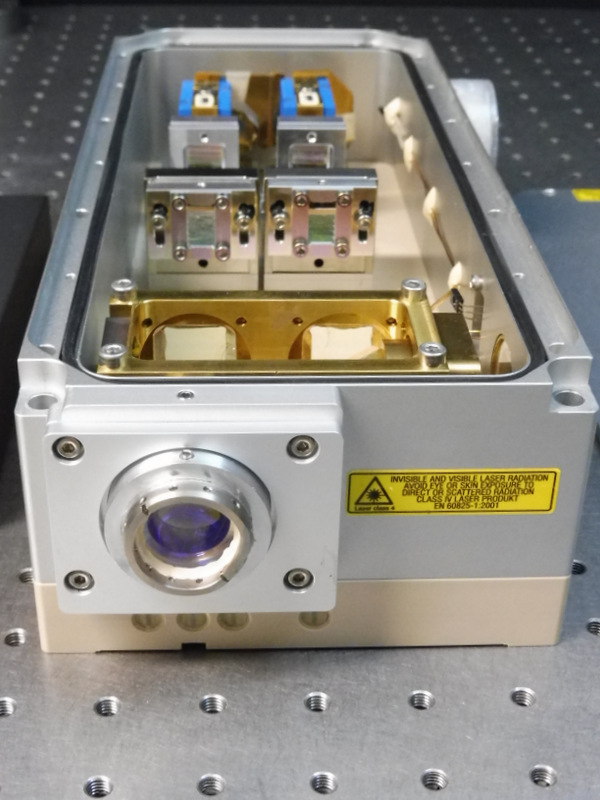 INVISIBLE AND VISIBLE LASER RADIATION
AVOID EYE OR SKIN EXPOSURE TO
DIRECT OR SCATTERED RADIATION
CLASS IV LASER PRODUKT
EN 60825-1:2001
Laser class 4